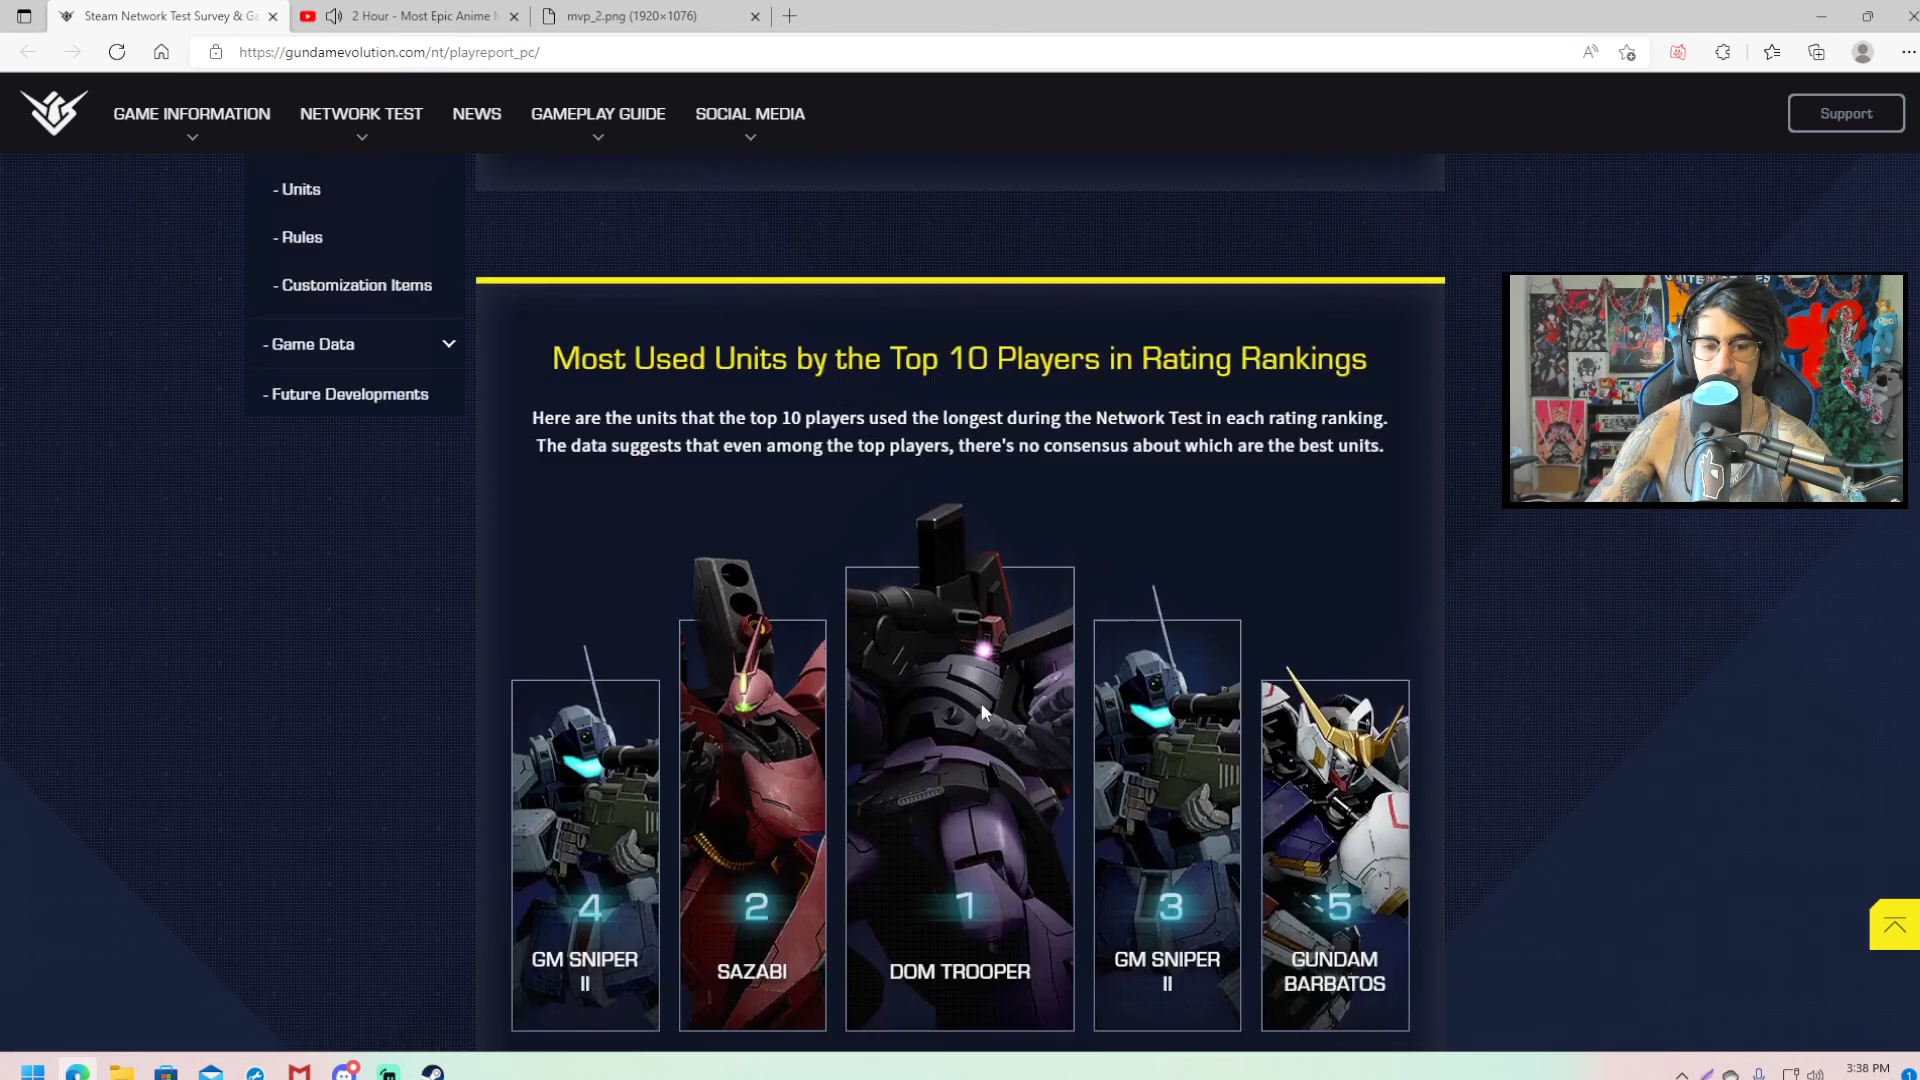 Steam Network Test Survey & Ga
2 Hour - Most Epic Anime M
mvp_2.png (1920×1076)
https://gundamevolution.com/nt/playreport_pc/
GAME INFORMATION
NETWORK TEST
NEWS
GAMEPLAY GUIDE
SOCIAL MEDIA
Support
- Units
- Rules
- Customization Items
- Game Data
- Future Developments
Most Used Units by the Top 10 Players in Rating Rankings
Here are the units that the top 10 players used the longest during the Network Test in each rating ranking.
The data suggests that even among the top players, there's no consensus about which are the best units.
4
GM SNIPER
II
2
SAZABI
1
DOM TROOPER
3
GM SNIPER
II
5
GUNDAM
BARBATOS
3:38 PM
1